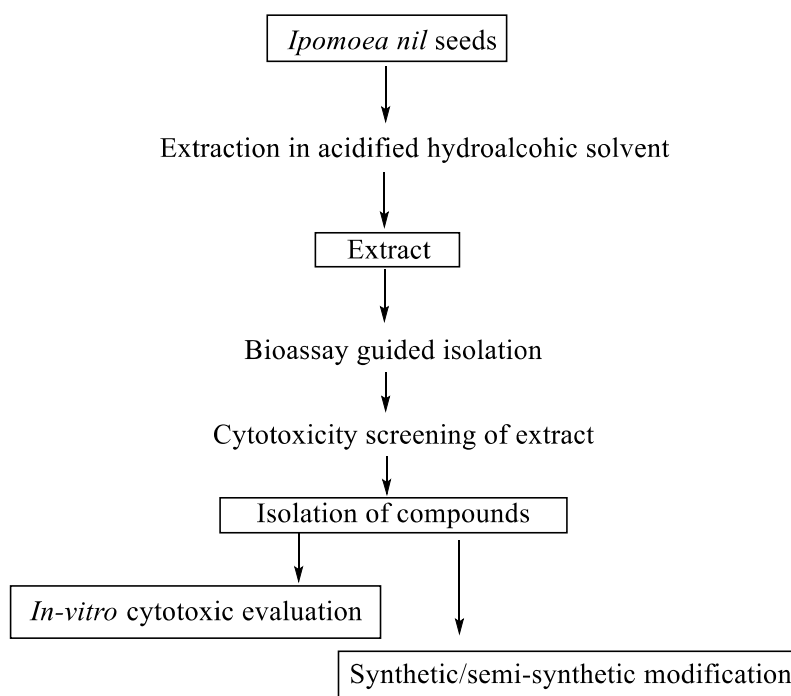 Ipomoea nil seeds
Extraction in acidified hydroalcohic solvent
Extract
Bioassay guided isolation
Cytotoxicity screening of extract
Isolation of compounds
In-vitro cytotoxic evaluation
Synthetic/semi-synthetic modification